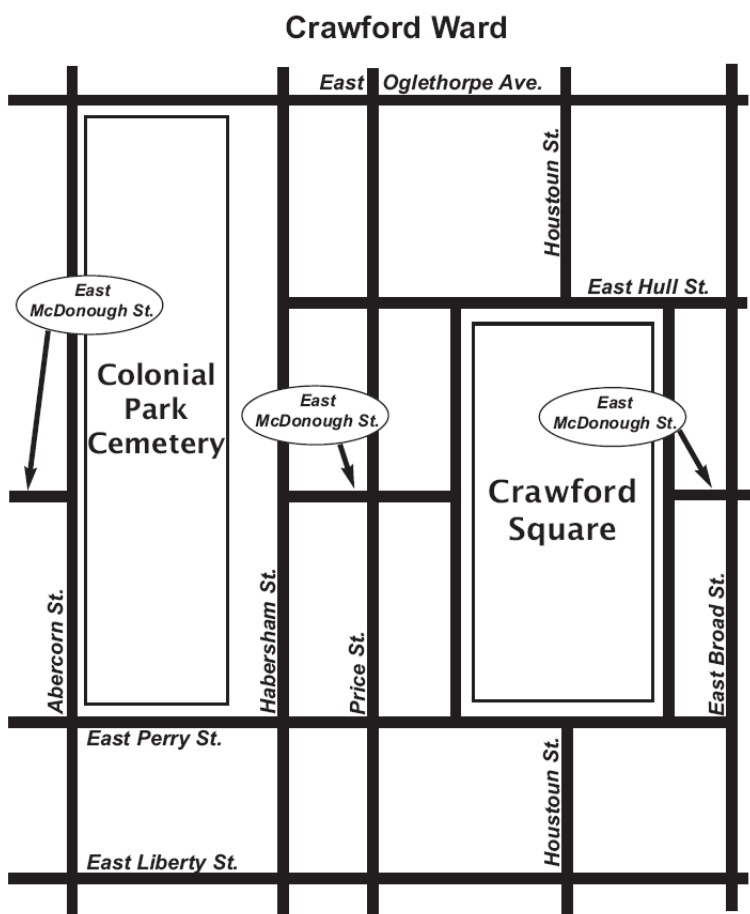 Crawford Ward
East Oglethorpe Ave.
Houstoun St.
East Hull St.
East
McDonough St.
Colonial
Park
Cemetery
East
McDonough St.
East
McDonough St.
Crawford
Square
Abercorn St.
Habersham St.
Price St.
East Broad St.
East Perry St.
Houstoun St.
East Liberty St.